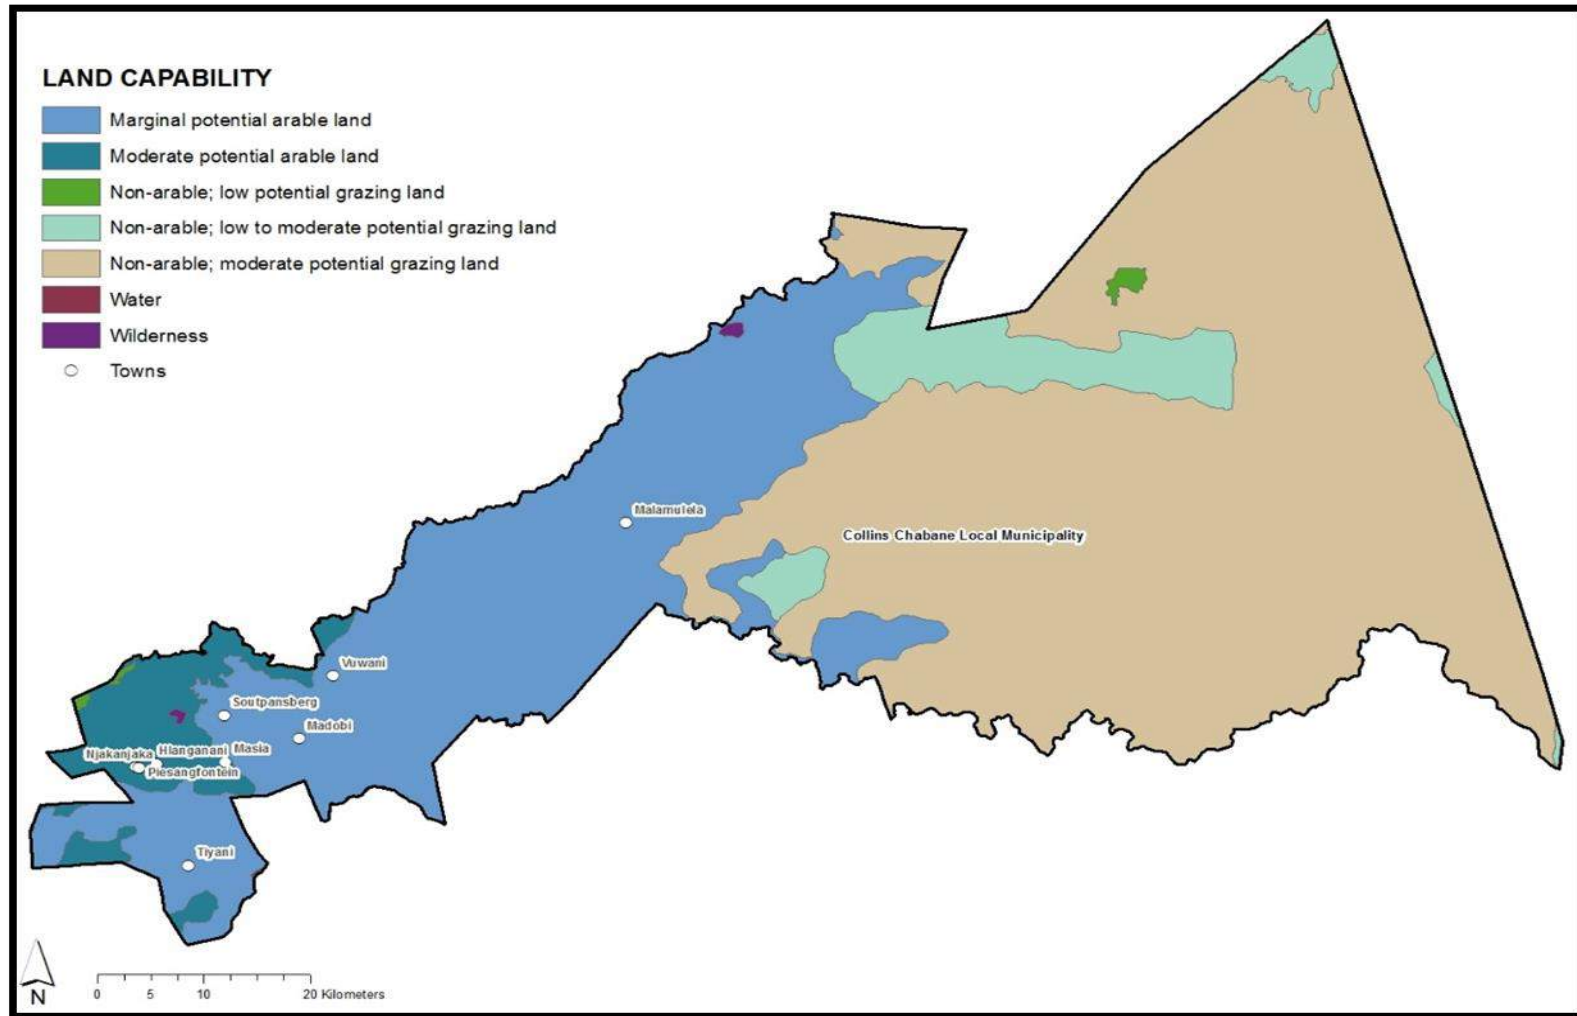 LAND CAPABILITY
Marginal potential arable land
Moderate potential arable land
Non-arable; low potential grazing land
Non-arable; low to moderate potential grazing land
Non-arable; moderate potential grazing land
Water
Wilderness
Towns
Malamulela
Collins Chabane Local Municipality
Vuwani
Soutpansberg
Madobi
Njakanjaka
Hlanganani
Masia
Piesangfontein
Tiyani
N
0 5 10 20 Kilometers